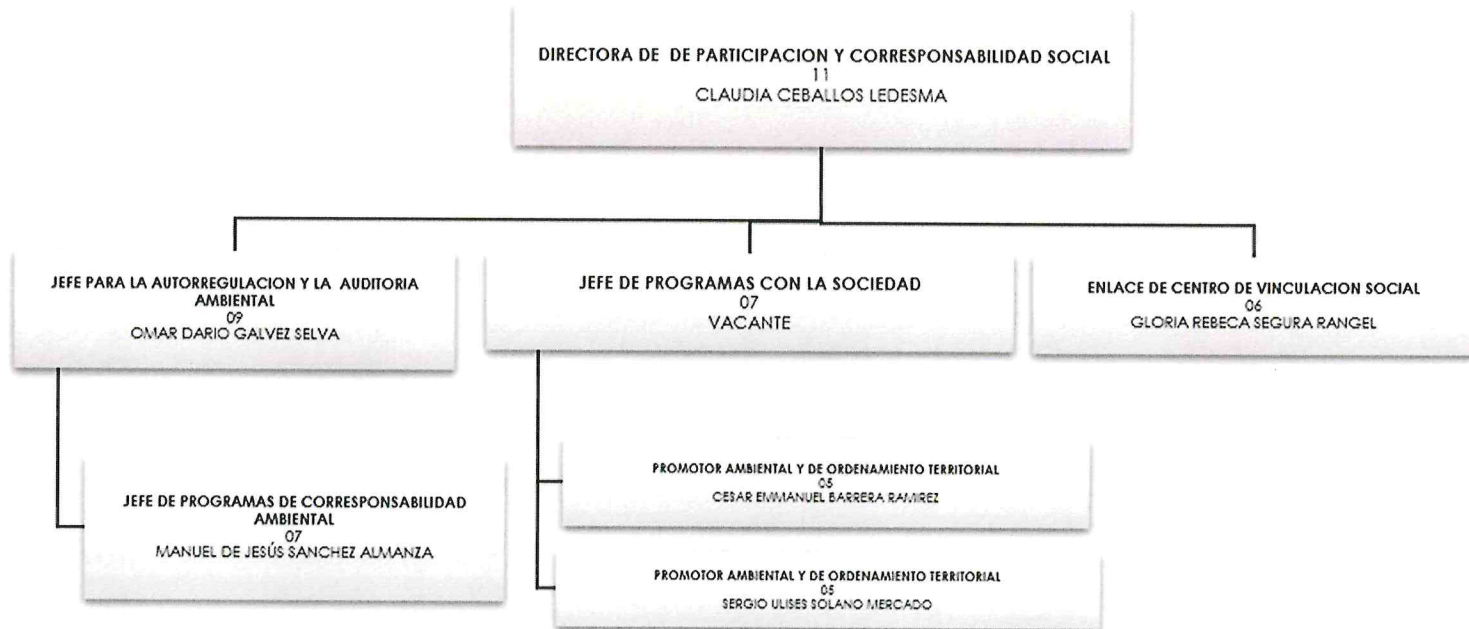 DIRECTORA DE DE PARTICIPACION Y CORRESPONSABILIDAD SOCIAL
11
CLAUDIA CEBALLOS LEDESMA
JEFE PARA LA AUTORREGULACION Y LA AUDITORIA
AMBIENTAL
09
OMAR DARIO GALVEZ SELVA
JEFE DE PROGRAMAS CON LA SOCIEDAD
07
VACANTE
ENLACE DE CENTRO DE VINCULACION SOCIAL
06
GLORIA REBECA SEGURA RANGEL
JEFE DE PROGRAMAS DE CORRESPONSABILIDAD
AMBIENTAL
07
MANUEL DE JESÚS SANCHEZ ALMANZA
PROMOTOR AMBIENTAL Y DE ORDENAMIENTO TERRITORIAL
05
CESAR EMMANUEL BARRERA RAMIREZ
PROMOTOR AMBIENTAL Y DE ORDENAMIENTO TERRITORIAL
05
SERGIO ULISES SOLANO MERCADO